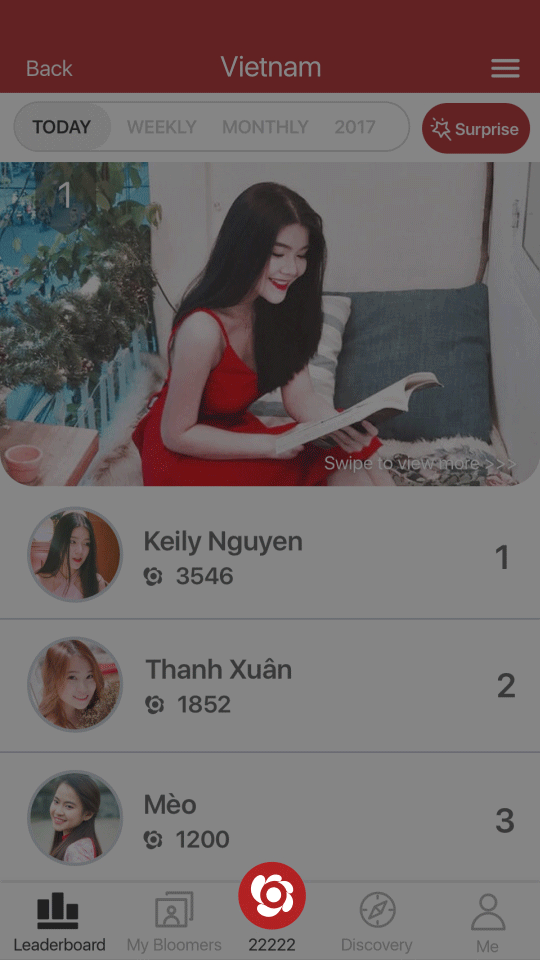 Back
Vietnam
TODAY
WEEKLY
MONTHLY
2017
Surprise
1
Swipe to view more >>>
Keily Nguyen
3546
1
Thanh Xuân
1852
2
Mèo
1200
3
Leaderboard
My Bloomers
22222
Discovery
Me